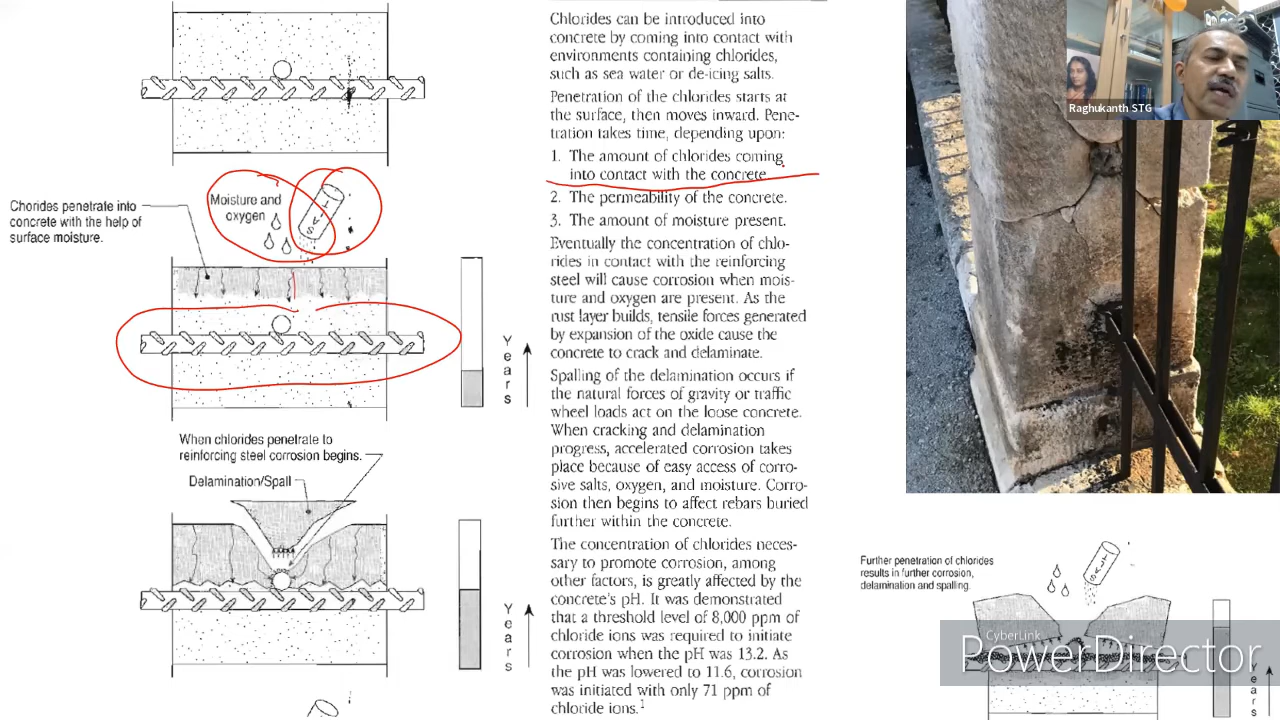 Chorides penetrate into
concrete with the help of
surface moisture.
Moisture and
oxygen
SALT
Years
When chlorides penetrate to
reinforcing steel corrosion begins.
Delamination/Spall
Years
Chlorides can be introduced into
concrete by coming into contact with
environments containing chlorides,
such as sea water or de-icing salts.
Penetration of the chlorides starts at
the surface, then moves inward. Pene-
tration takes time, depending upon:
1. The amount of chlorides coming
into contact with the concrete.
2. The permeability of the concrete.
3. The amount of moisture present.
Eventually the concentration of chlo-
rides in contact with the reinforcing
steel will cause corrosion when mois-
ture and oxygen are present. As the
rust layer builds, tensile forces generated
by expansion of the oxide cause the
concrete to crack and delaminate.
Spalling of the delamination occurs if
the natural forces of gravity or traffic
wheel loads act on the loose concrete.
When cracking and delamination
progress, accelerated corrosion takes
place because of easy access of corro-
sive salts, oxygen, and moisture. Corro-
sion then begins to affect rebars buried
further within the concrete.
The concentration of chlorides neces-
sary to promote corrosion, among
other factors, is greatly affected by the
concrete's pH. It was demonstrated
that a threshold level of 8,000 ppm of
chloride ions was required to initiate
corrosion when the pH was 13.2. As
the pH was lowered to 11.6, corrosion
was initiated with only 71 ppm of
chloride ions.1
Raghukanth STG
Further penetration of chlorides
results in further corrosion,
delamination and spalling.
SALT
Years
CyberLink
PowerDirector